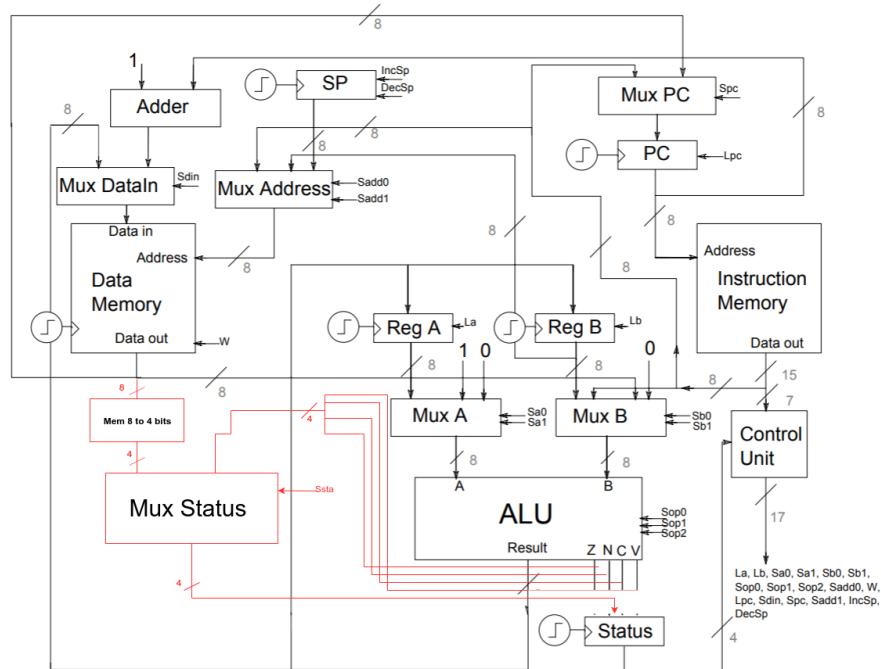 8
8
1
SP
IncSp
DecSp
Mux PC
Spc
Adder
8
8
8
8
PC
Lpc
Mux DataIn
Sdin
Mux Address
Sadd0
Sadd1
8
Data in
Address
Data
Memory
Data out
8
W
8
8
Address
Instruction
Memory
Data out
Reg A
La
Reg B
Lb
8
1
0
8
0
8
15
8
8
7
Mem 8 to 4 bits
4
Mux A
Sa0
Sa1
Mux B
Sb0
Sb1
Control
Unit
4
8
8
Mux Status
Ssta
A
B
ALU
Sop0
Sop1
Sop2
Result
Z N C V
17
4
La, Lb, Sa0, Sa1, Sb0, Sb1,
Sop0, Sop1, Sop2, Sadd0, W,
Lpc, Sdin, Spc, Sadd1, IncSp,
DecSp
Status
4